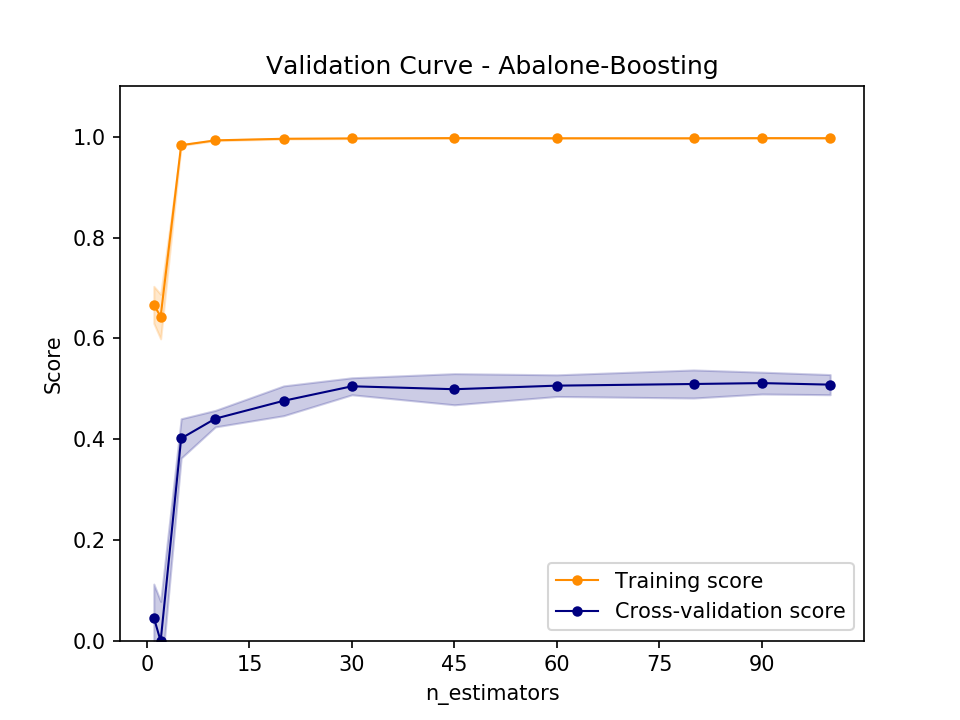 Validation Curve - Abalone-Boosting
1.0
0.8
0.6
0.4
0.2
0.0
Score
0 15 30 45 60 75 90
n_estimators
Training score
Cross-validation score